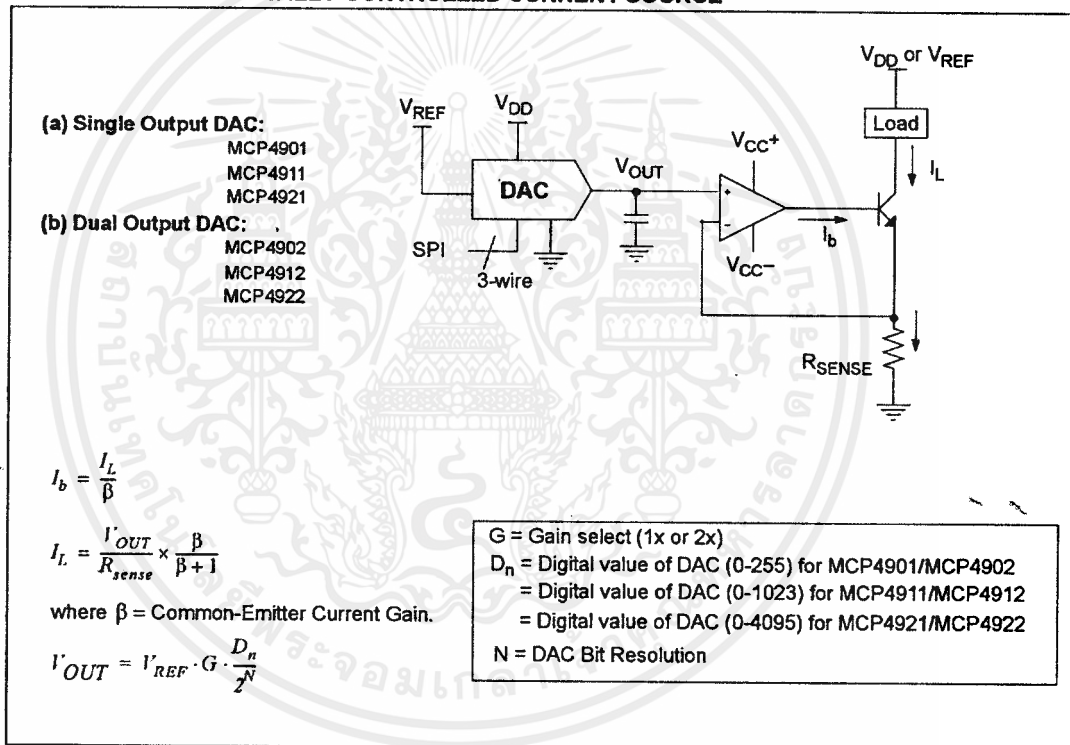 CONTROLLED CURRENT SOURCE
(a) Single Output DAC:
MCP4901
MCP4911
MCP4921
(b) Dual Output DAC:
MCP4902
MCP4912
MCP4922
V_REF
V_DD
DAC
SPI
3-wire
V_OUT
V_CC+
+
-
V_CC-
I_b
V_DD or V_REF
Load
I_L
R_SENSE
I_b = I_L / β
I_L = V_OUT / R_sense × β / β + 1
where β = Common-Emitter Current Gain.
V_OUT = V_REF · G · D_n / 2^N
G = Gain select (1x or 2x)
D_n = Digital value of DAC (0-255) for MCP4901/MCP4902
= Digital value of DAC (0-1023) for MCP4911/MCP4912
= Digital value of DAC (0-4095) for MCP4921/MCP4922
N = DAC Bit Resolution